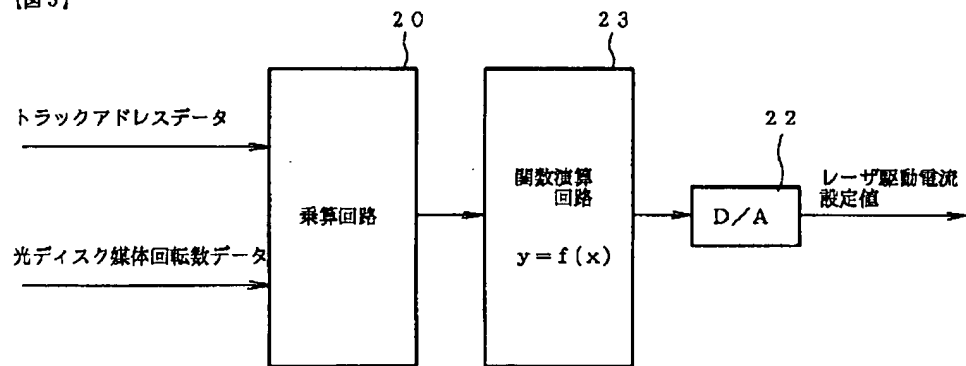 【図3】
20
23
22
トラックアドレスデータ
光ディスク媒体回転数データ
乗算回路
関数演算
回路
y=f(x)
D/A
レーザ駆動電流
設定値